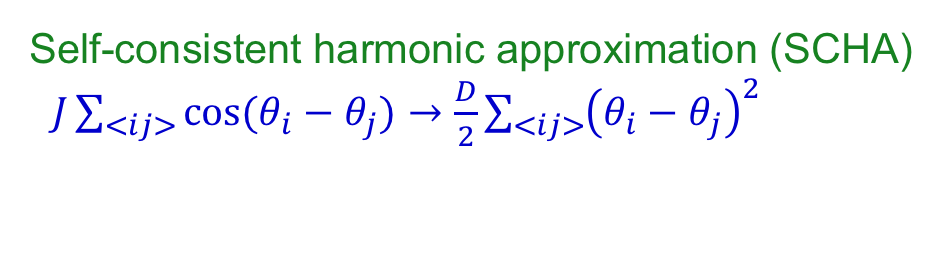 Self-consistent harmonic approximation (SCHA)
J∑<ij> cos(θi − θj) → D/2 ∑<ij>(θi − θj)²